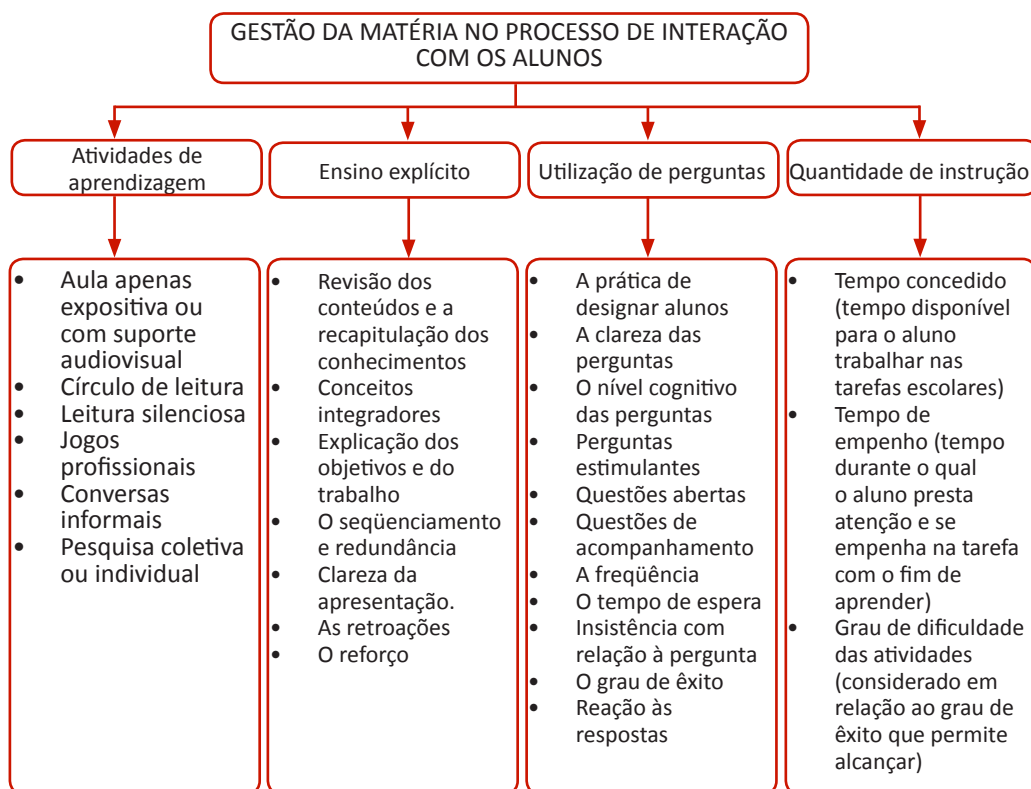 GESTÃO DA MATÉRIA NO PROCESSO DE INTERAÇÃO
COM OS ALUNOS
Atividades de
aprendizagem
Ensino explícito
Utilização de perguntas
Quantidade de instrução
• Aula apenas
expositiva ou
com suporte
audiovisual
• Círculo de leitura
• Leitura silenciosa
• Jogos
profissionais
• Conversas
informais
• Pesquisa coletiva
ou individual
• Revisão dos
conteúdos e a
recapitulação dos
conhecimentos
• Conceitos
integradores
• Explicação dos
objetivos e do
trabalho
• O seqüenciamento
e redundância
• Clareza da
apresentação.
• As retroações
• O reforço
• A prática de
designar alunos
• A clareza das
perguntas
• O nível cognitivo
das perguntas
• Perguntas
estimulantes
• Questões abertas
• Questões de
acompanhamento
• A freqüência
• O tempo de espera
• Insistência com
relação à pergunta
• O grau de êxito
• Reação às
respostas
• Tempo concedido
(tempo disponível
para o aluno
trabalhar nas
tarefas escolares)
• Tempo de
empenho (tempo
durante o qual
o aluno presta
atenção e se
empenha na tarefa
com o fim de
aprender)
• Grau de dificuldade
das atividades
(considerado em
relação ao grau de
êxito que permite
alcançar)